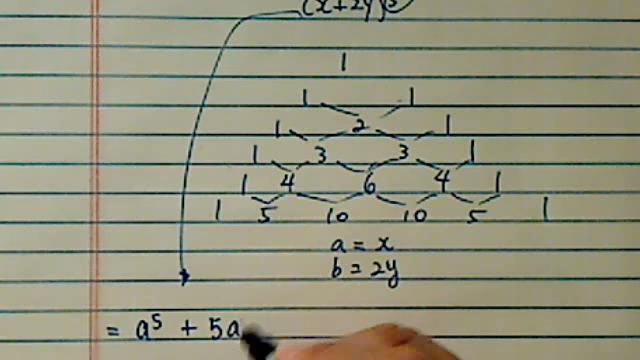 (x+2y)⁵
1
1 1
1 2 1
1 3 3 1
1 4 6 4 1
1 5 10 10 5 1
a = x
b = 2y
= a⁵ + 5a